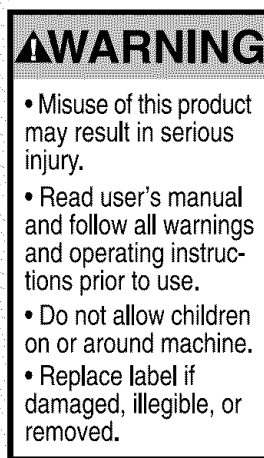 ⚠WARNING
• Misuse of this product
may result in serious
injury.
• Read user's manual
and follow all warnings
and operating instruc-
tions prior to use.
• Do not allow children
on or around machine.
• Replace label if
damaged, illegible, or
removed.